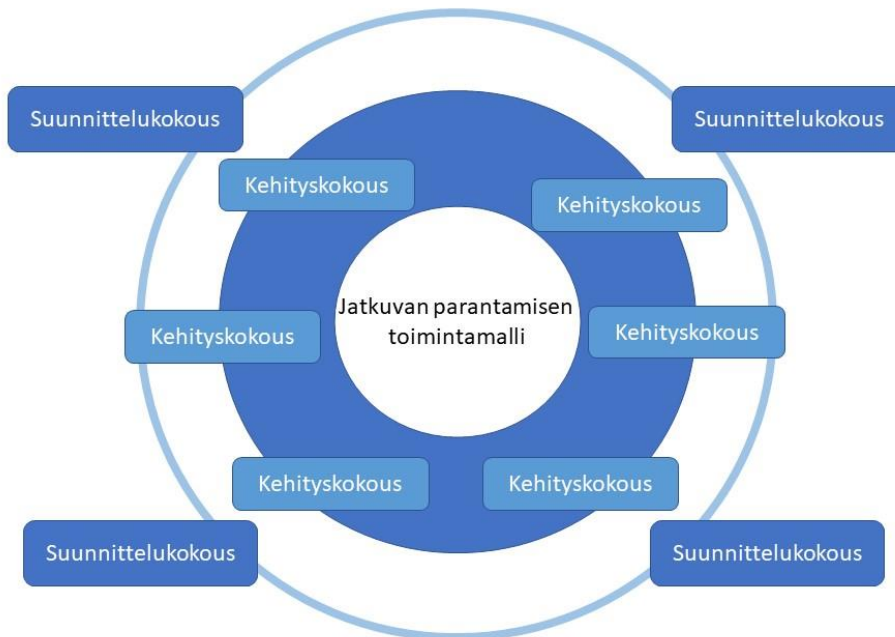 Suunnittelukokous
Suunnittelukokous
Kehityskokous
Kehityskokous
Jatkuvan parantamisen
toimintamalli
Kehityskokous
Kehityskokous
Kehityskokous
Kehityskokous
Suunnittelukokous
Suunnittelukokous